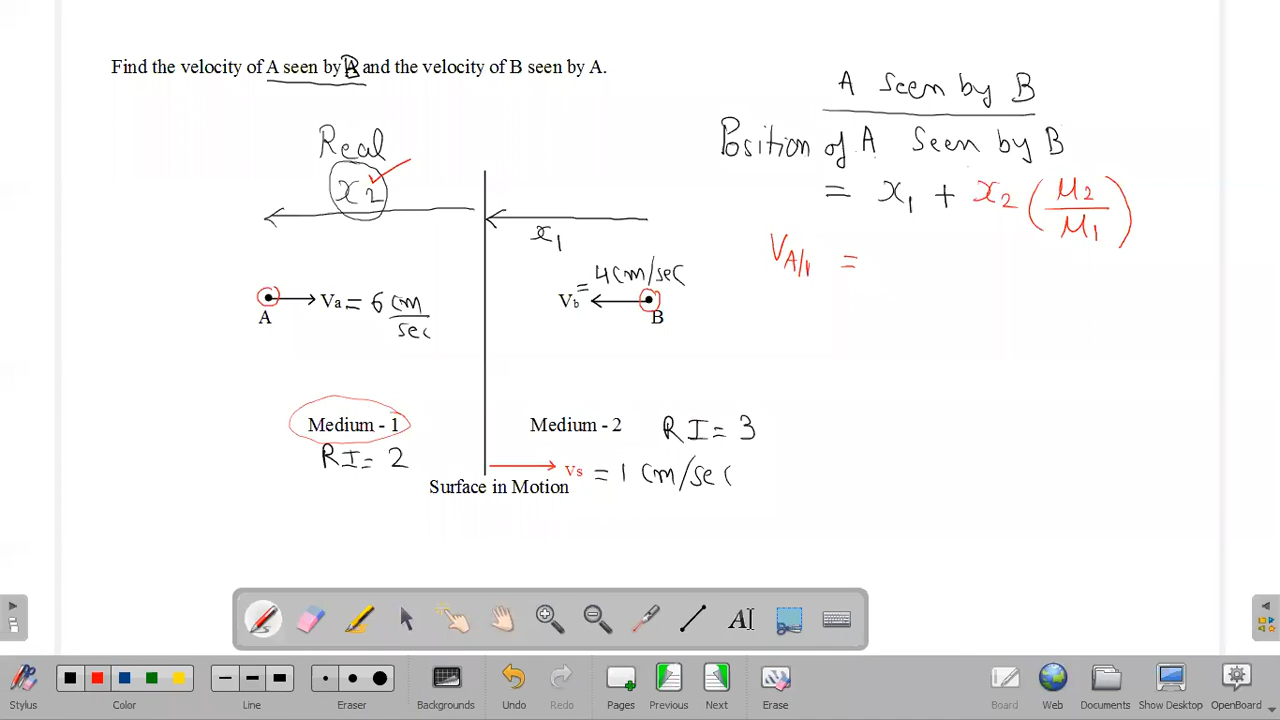 Find the velocity of A seen by B and the velocity of B seen by A.
A seen by B
Real
Position of A Seen by B
x2
= x1 + x2 (μ2/μ1)
x1
VA/
=
= 4cm/sec
A
Va = 6 cm/sec
Vb
B
Medium - 1
Medium - 2
RI = 3
RI = 2
Vs = 1 cm/sec
Surface in Motion
Stylus
Color
Line
Eraser
Backgrounds
Undo
Redo
Pages
Previous
Next
Erase
Board
Web
Documents
Show Desktop
OpenBoard